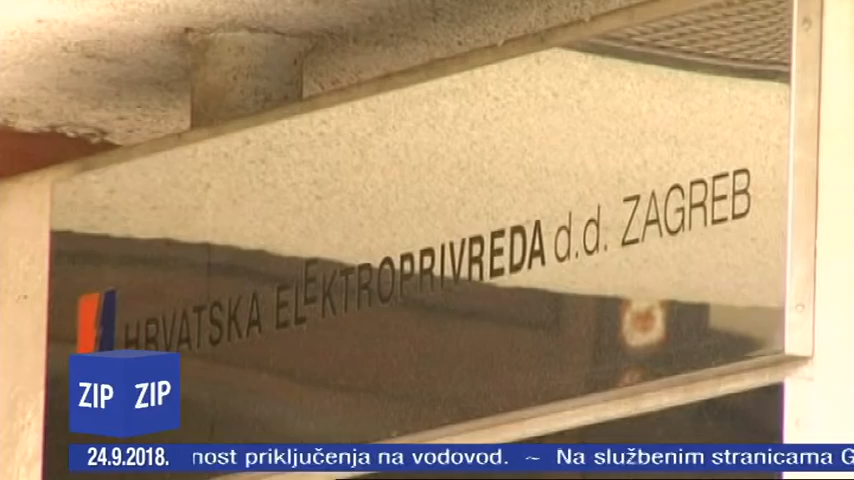 HRVATSKA ELEKTROPRIVREDA d.d. ZAGREB
ZIP ZIP
24.9.2018. nost priključenja na vodovod. ~ Na službenim stranicama G